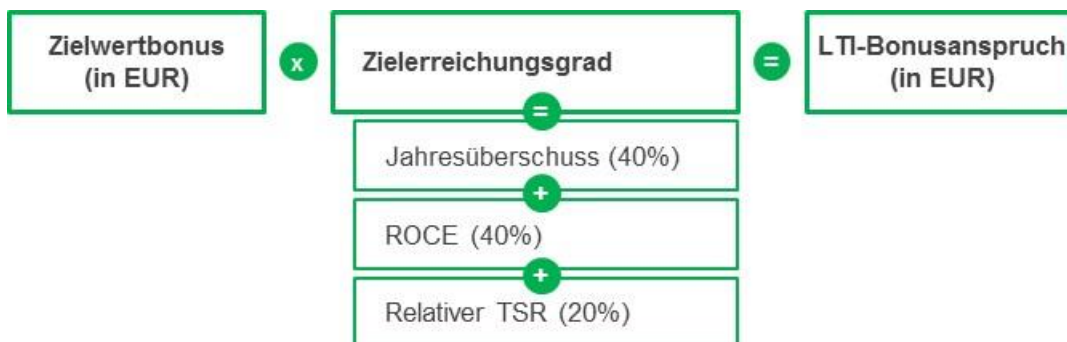 Zielwertbonus
(in EUR)
x
Zielerreichungsgrad
=
LTI-Bonusanspruch
(in EUR)
=
Jahresüberschuss (40%)
+
ROCE (40%)
+
Relativer TSR (20%)